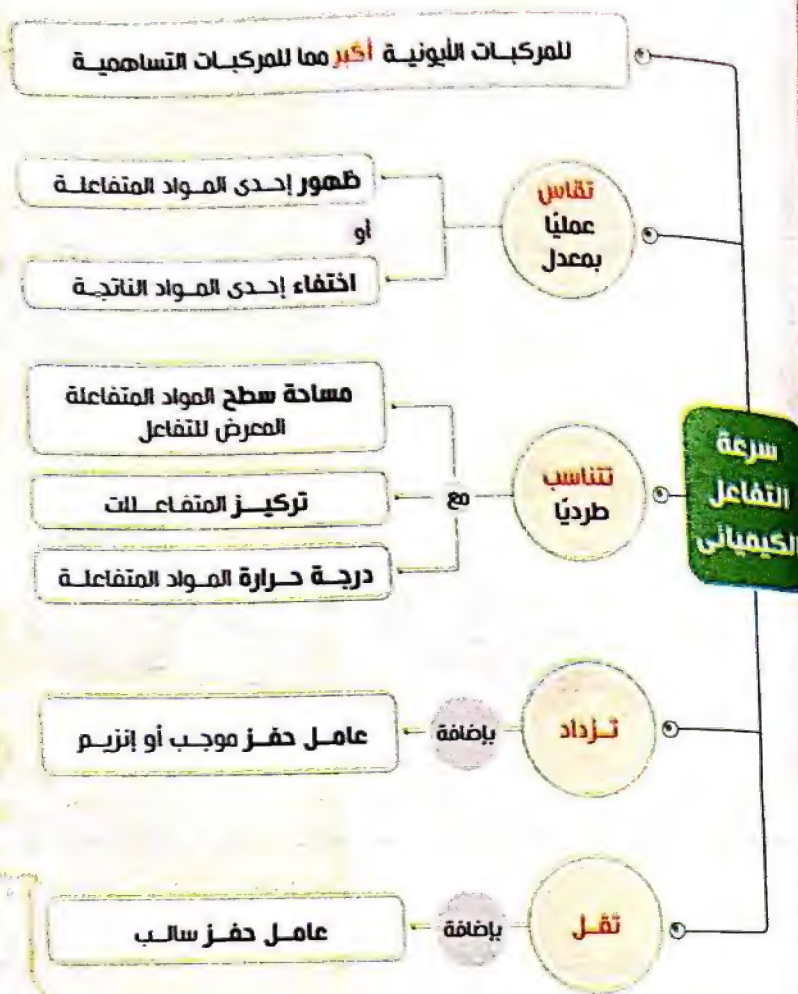 للمركبات الأيونية أكبر مما للمركبات التساهمية
تقاس
عمليًا
بمعدل
ظهور إحدى المواد المتفاعلة
أو
اختفاء إحدى المواد الناتجة
سرعة
التفاعل
الكيميائى
تتناسب
طرديًا
مع
مساحة سطح المواد المتفاعلة
المعرض للتفاعل
تركيز المتفاعلات
درجة حرارة المواد المتفاعلة
تزداد
بإضافة
عامل حفز موجب أو إنزيم
تقل
بإضافة
عامل حفز سالب